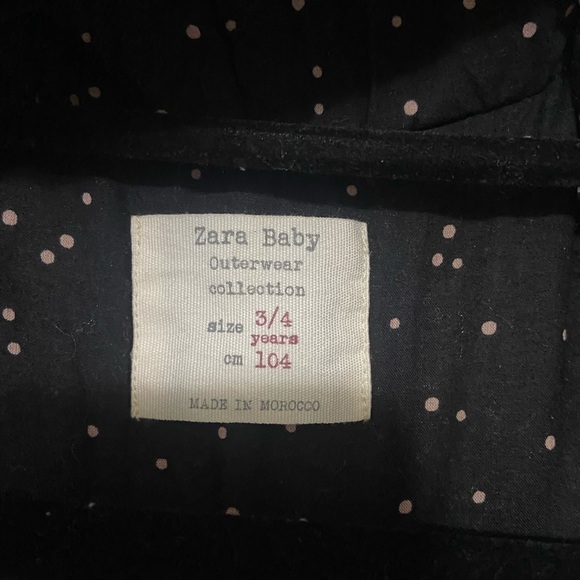 Zara Baby
Outerwear
collection
size 3/4
years
cm 104
MADE IN MOROCCO